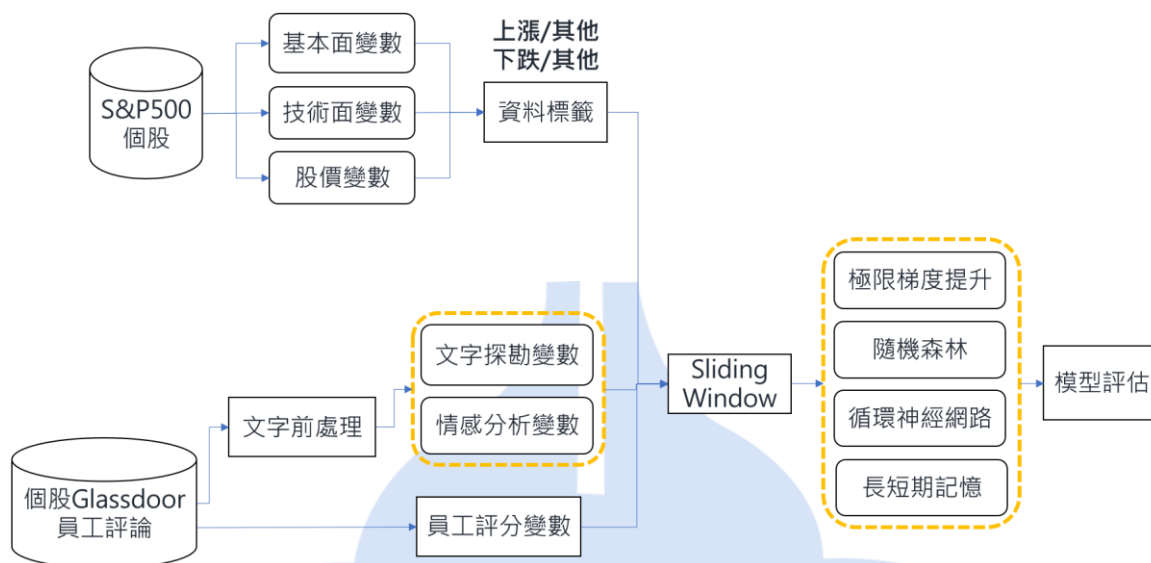 S&P500
個股
基本面變數
技術面變數
股價變數
上漲/其他
下跌/其他
資料標籤
個股Glassdoor
員工評論
文字前處理
文字探勘變數
情感分析變數
員工評分變數
Sliding
Window
極限梯度提升
隨機森林
循環神經網路
長短期記憶
模型評估